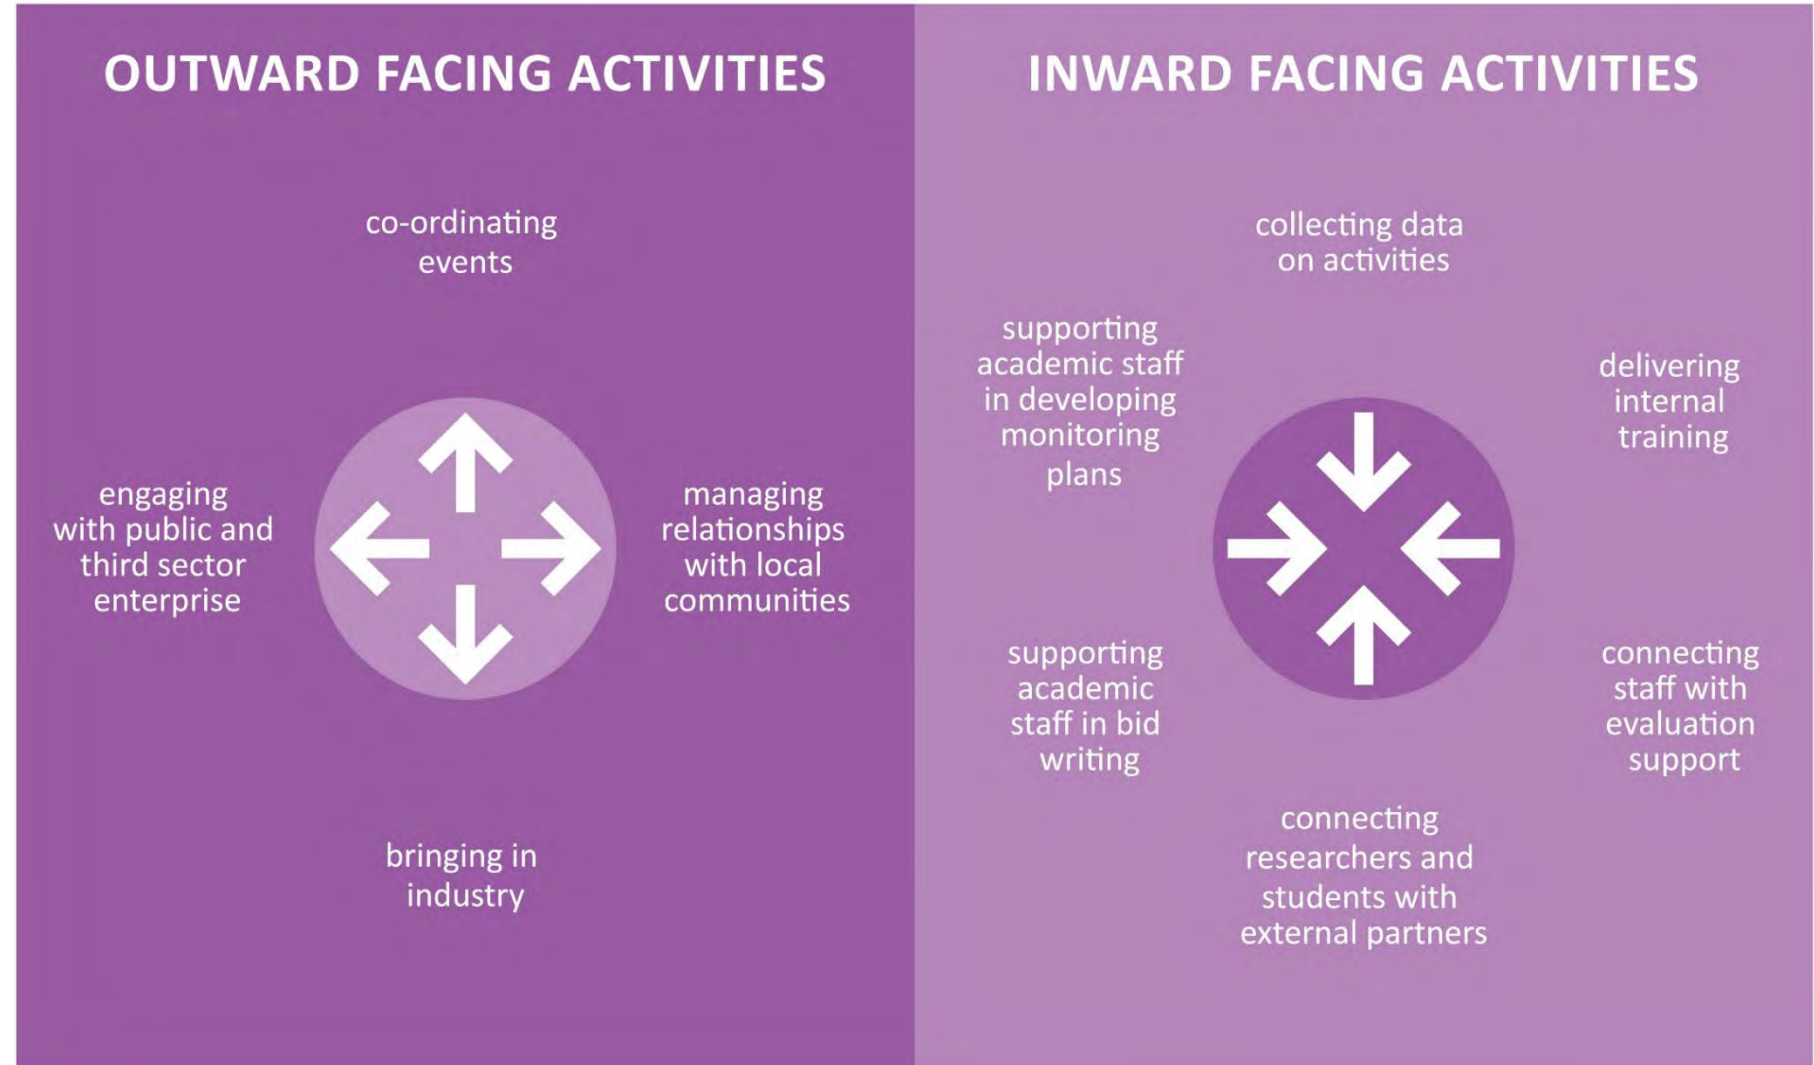 OUTWARD FACING ACTIVITIES
co-ordinating
events
engaging
with public and
third sector
enterprise
managing
relationships
with local
communities
bringing in
industry
INWARD FACING ACTIVITIES
collecting data
on activities
supporting
academic staff
in developing
monitoring
plans
delivering
internal
training
supporting
academic
staff in bid
writing
connecting
staff with
evaluation
support
connecting
researchers and
students with
external partners